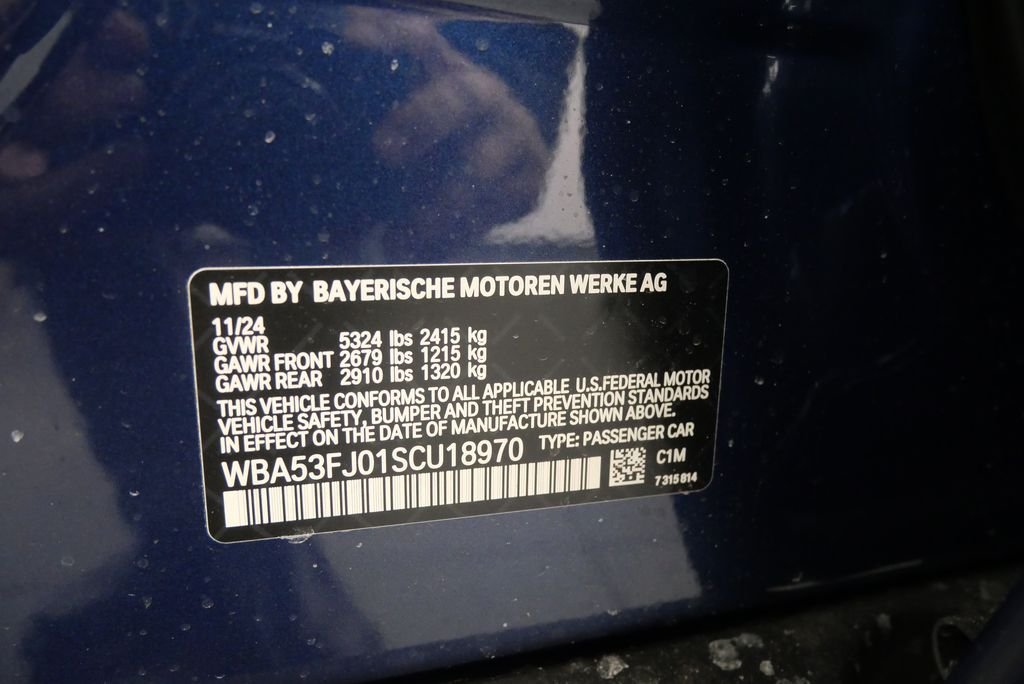 MFD BY BAYERISCHE MOTOREN WERKE AG
11/24
GVWR 5324 lbs 2415 kg
GAWR FRONT 2679 lbs 1215 kg
GAWR REAR 2910 lbs 1320 kg
THIS VEHICLE CONFORMS TO ALL APPLICABLE U.S.FEDERAL MOTOR
VEHICLE SAFETY, BUMPER AND THEFT PREVENTION STANDARDS
IN EFFECT ON THE DATE OF MANUFACTURE SHOWN ABOVE.
WBA53FJ01SCU18970 TYPE: PASSENGER CAR
C1M
7315814